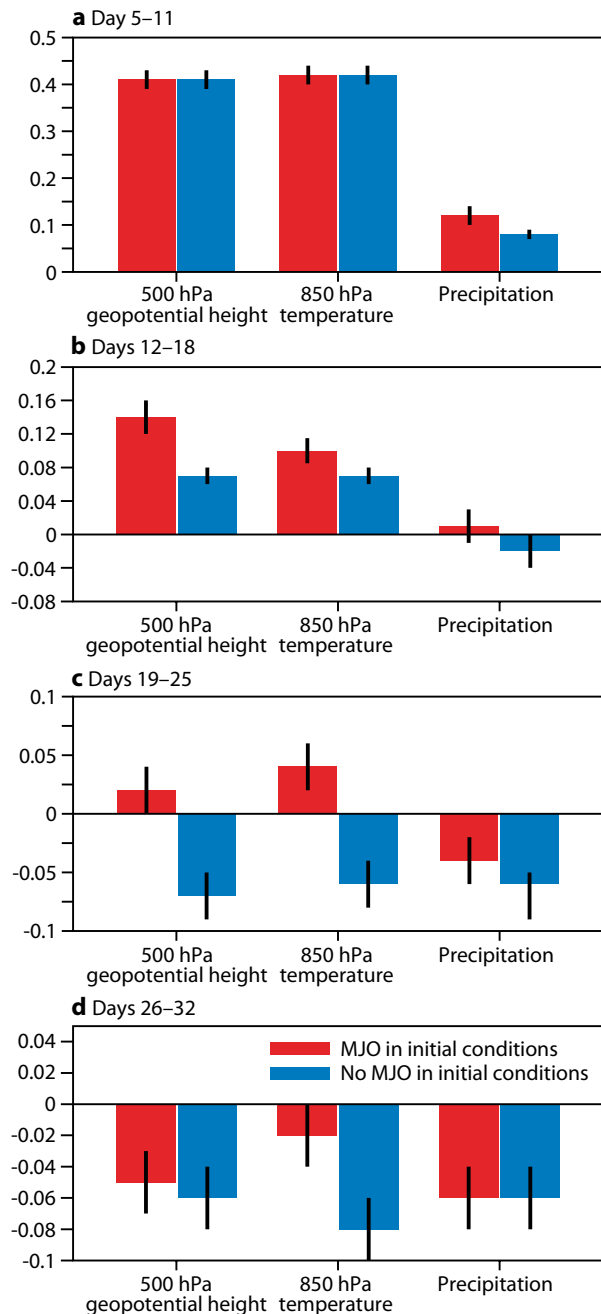 a Day 5–11
0.5
0.4
0.3
0.2
0.1
0
500 hPa
geopotential height
850 hPa
temperature
Precipitation
b Days 12–18
0.2
0.16
0.12
0.08
0.04
0
-0.04
-0.08
500 hPa
geopotential height
850 hPa
temperature
Precipitation
c Days 19–25
0.1
0.05
0
-0.05
-0.1
500 hPa
geopotential height
850 hPa
temperature
Precipitation
d Days 26–32
0.04
0.02
0
-0.02
-0.04
-0.06
-0.08
-0.1
MJO in initial conditions
No MJO in initial conditions
500 hPa
geopotential height
850 hPa
temperature
Precipitation